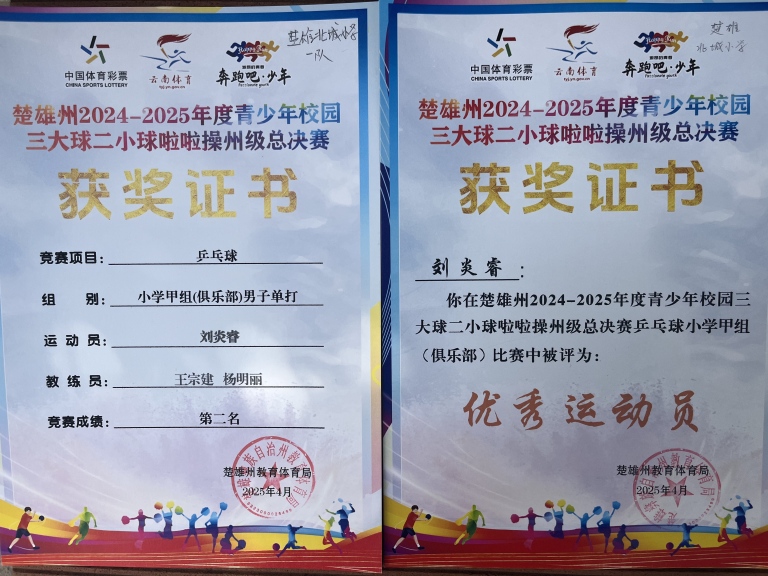 楚雄北城小学
一队
中国体育彩票
CHINA SPORTS LOTTERY
云南体育
奔跑吧·少年
楚雄州2024-2025年度青少年校园
三大球二小球啦啦操州级总决赛
获奖证书
竞赛项目：乒乓球
组 别：小学甲组(俱乐部)男子单打
运 动 员：刘炎睿
教 练 员：王宗建 杨明丽
竞赛成绩：第二名
楚雄州教育体育局
2025年4月
楚雄
北城小学
中国体育彩票
CHINA SPORTS LOTTERY
云南体育
奔跑吧·少年
楚雄州2024-2025年度青少年校园
三大球二小球啦啦操州级总决赛
获奖证书
刘炎睿：
你在楚雄州2024-2025年度青少年校园三
大球二小球啦啦操州级总决赛乒乓球小学甲组
（俱乐部）比赛中被评为：
优秀运动员
楚雄州教育体育局
2025年4月